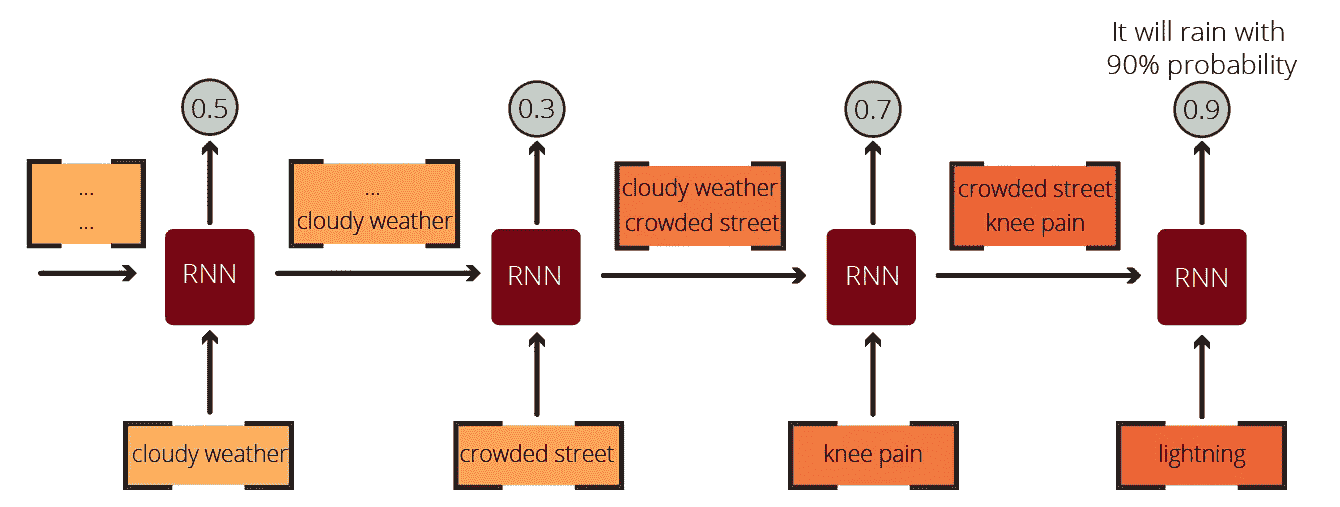 It will rain with
90% probability
0.5
0.3
0.7
0.9
...
...
...
cloudy weather
cloudy weather
crowded street
crowded street
knee pain
RNN
RNN
RNN
RNN
cloudy weather
crowded street
knee pain
lightning